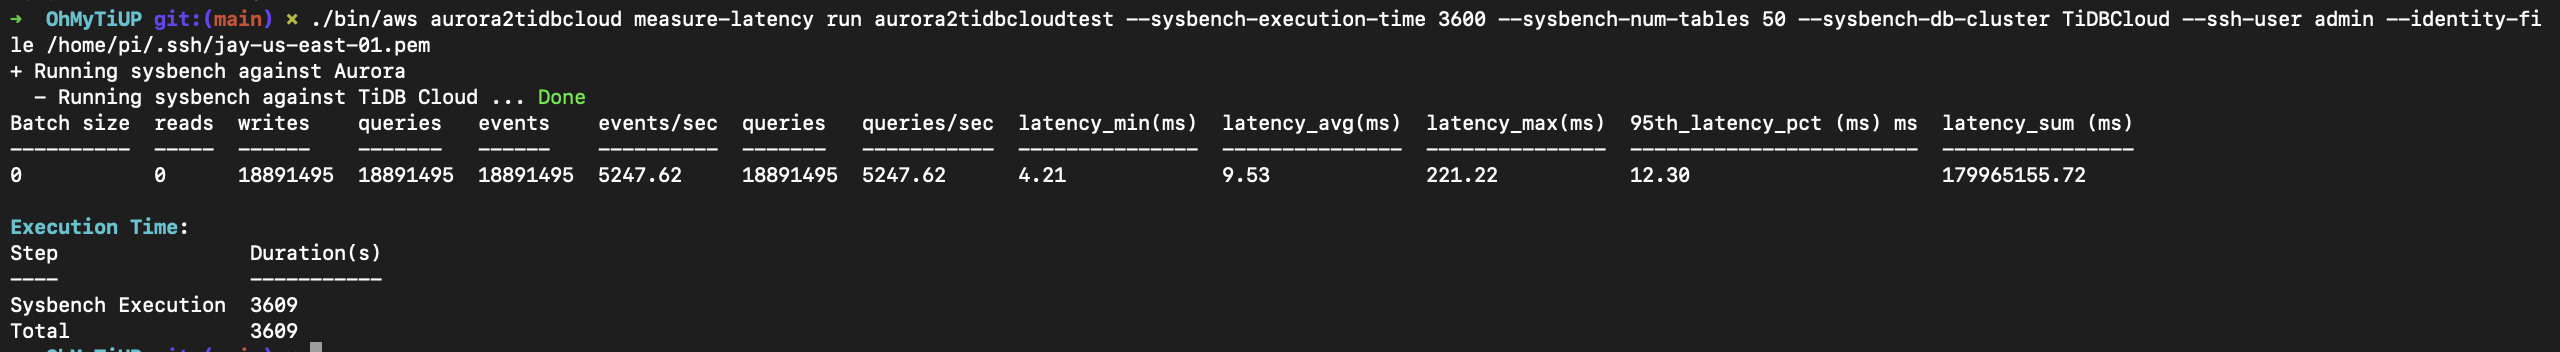 → OhMyTiUP git:(main) × ./bin/aws aurora2tidbcloud measure-latency run aurora2tidbcloudtest --sysbench-execution-time 3600 --sysbench-num-tables 50 --sysbench-db-cluster TiDBCloud --ssh-user admin --identity-fi
le /home/pi/.ssh/jay-us-east-01.pem
+ Running sysbench against Aurora
  - Running sysbench against TiDB Cloud ... Done
Batch size  reads  writes    queries   events    events/sec  queries   queries/sec  latency_min(ms)  latency_avg(ms)  latency_max(ms)  95th_latency_pct (ms) ms  latency_sum (ms)
----------  -----  ------    -------   ------    ----------  -------   -----------  ---------------  ---------------  ---------------  ------------------------  ----------------
0           0      18891495  18891495  18891495  5247.62     18891495  5247.62      4.21             9.53             221.22           12.30                     179965155.72
Execution Time:
Step                Duration(s)
----                -----------
Sysbench Execution  3609
Total               3609
OhMyTiUP git:(main)